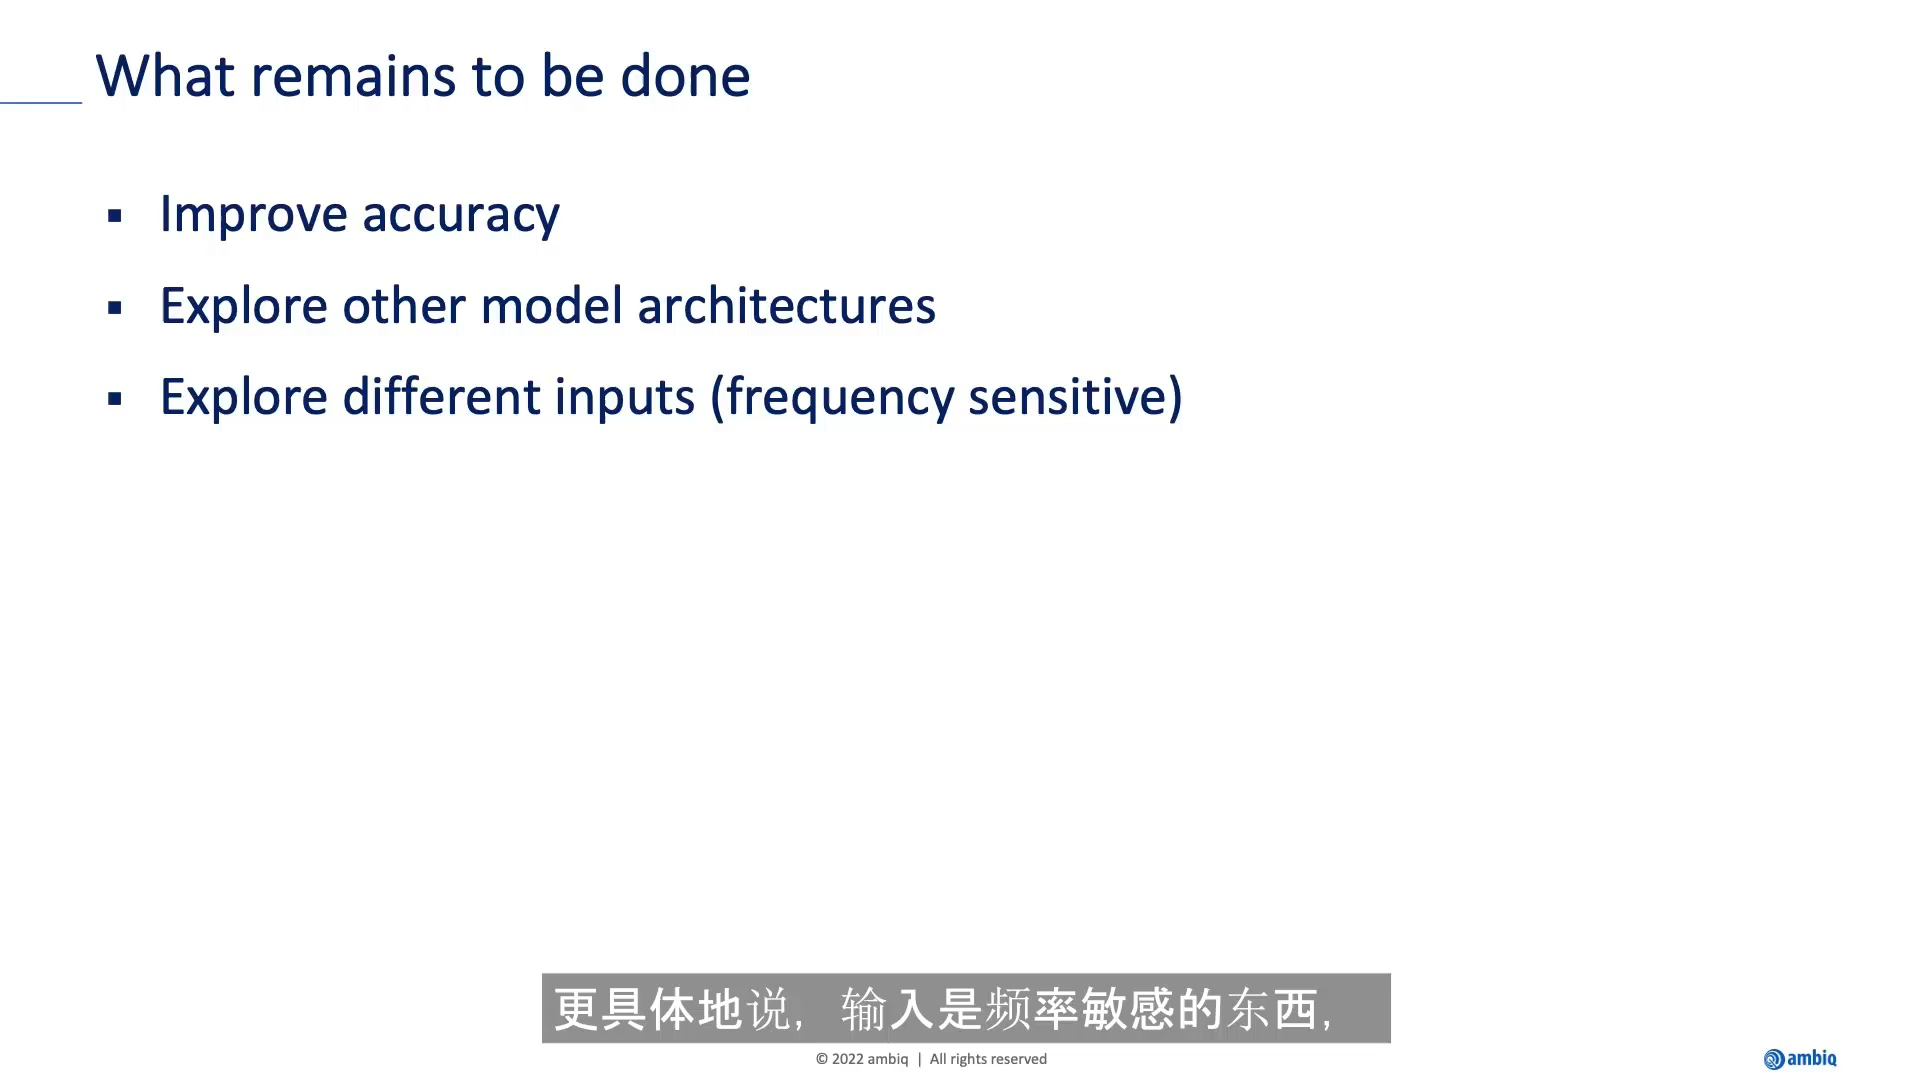 What remains to be done
▪ Improve accuracy
▪ Explore other model architectures
▪ Explore different inputs (frequency sensitive)
更具体地说, 输入是频率敏感的东西,
© 2022 ambiq | All rights reserved
ambiq